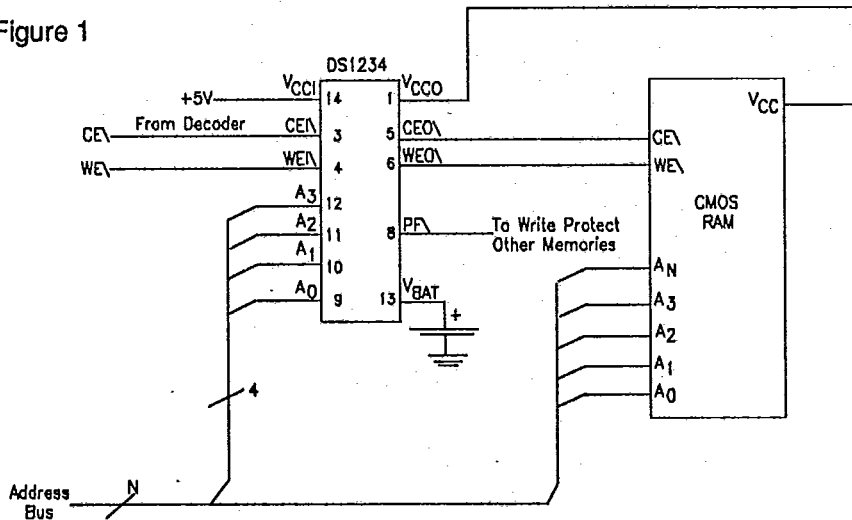 Figure 1
DS1234
+5V
VCCI
14
1
VCCO
CE\
From Decoder
CEI\
3
5
CEO\
WE\
WEI\
4
6
WEO\
A3
12
A2
11
A1
10
A0
9
8
PF\
To Write Protect
Other Memories
13
VBAT
+
VCC
CE\
WE\
CMOS
RAM
AN
A3
A2
A1
A0
4
N
Address
Bus